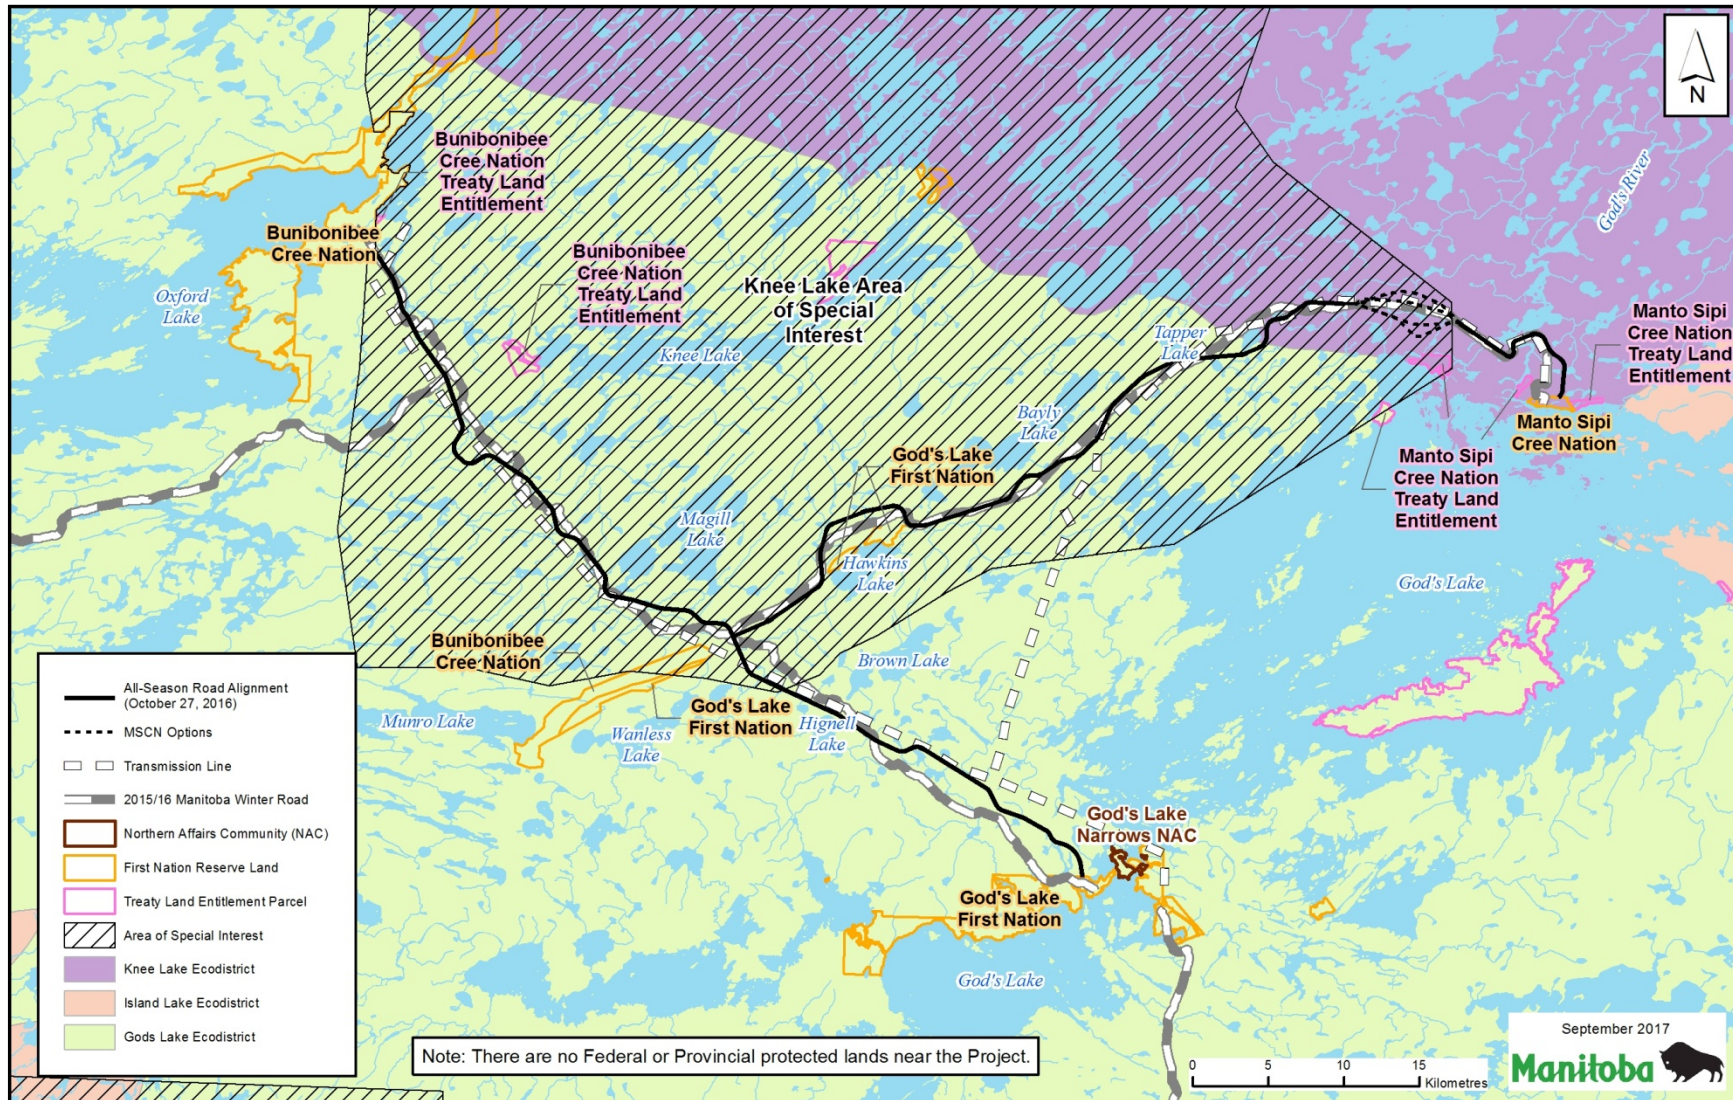 N
Bunibonibee
Cree Nation
Treaty Land
Entitlement
Bunibonibee
Cree Nation
Bunibonibee
Cree Nation
Treaty Land
Entitlement
Knee Lake Area
of Special
Interest
God's River
Oxford
Lake
Knee Lake
Tapper
Lake
Manto Sipi
Cree Nation
Treaty Land
Entitlement
Bayly
Lake
Manto Sipi
Cree Nation
God's Lake
First Nation
Manto Sipi
Cree Nation
Treaty Land
Entitlement
Magill
Lake
Hawkins
Lake
God's Lake
Bunibonibee
Cree Nation
Brown Lake
God's Lake
First Nation
Munro Lake
Wanless
Lake
Hignell
Lake
God's Lake
Narrows NAC
God's Lake
First Nation
God's Lake
All-Season Road Alignment
(October 27, 2016)
MSCN Options
Transmission Line
2015/16 Manitoba Winter Road
Northern Affairs Community (NAC)
First Nation Reserve Land
Treaty Land Entitlement Parcel
Area of Special Interest
Knee Lake Ecodistrict
Island Lake Ecodistrict
Gods Lake Ecodistrict
Note: There are no Federal or Provincial protected lands near the Project.
0 5 10 15
Kilometres
September 2017
Manitoba